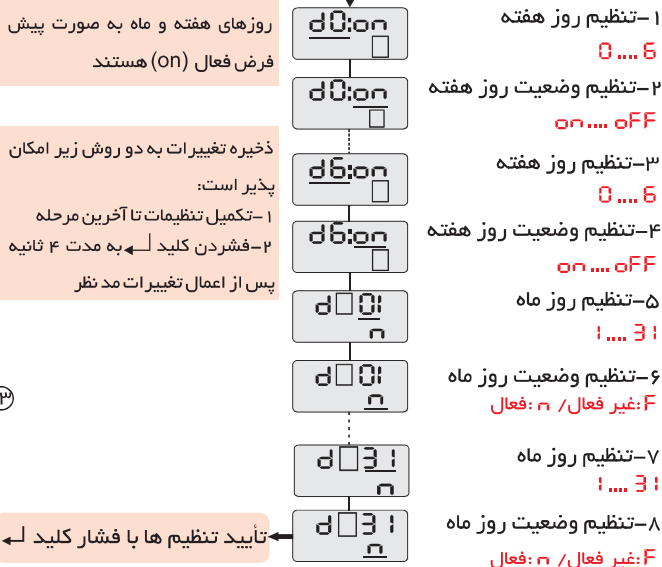 روزهای هفته و ماه به صورت پیش
فرض فعال (on) هستند
ذخیره تغییرات به دو روش زیر امکان
پذیر است:
۱-تکمیل تنظیمات تا آخرین مرحله
۲-فشردن کلید ↲ به مدت ۴ ثانیه
پس از اعمال تغییرات مد نظر
۳
d0:on
d0:on
d6:on
d6:on
d 01
n
d 01
n
d 31
n
d 31
n
۱-تنظیم روز هفته
0 .... 6
۲-تنظیم وضعیت روز هفته
on .... oFF
۳-تنظیم روز هفته
0 .... 6
۴-تنظیم وضعیت روز هفته
on .... oFF
۵-تنظیم روز ماه
1 .... 31
۶-تنظیم وضعیت روز ماه
F:غیر فعال/ n:فعال
۷-تنظیم روز ماه
1 .... 31
۸-تنظیم وضعیت روز ماه
F:غیر فعال/ n:فعال
تأیید تنظیم ها با فشار کلید ↲